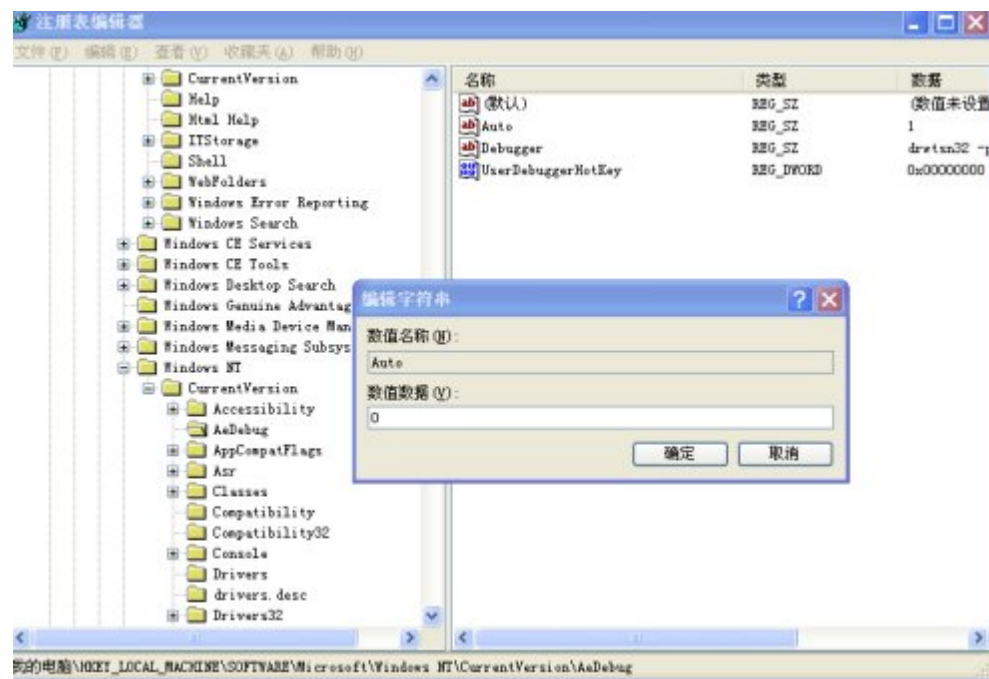 注册表编辑器
文件(F) 编辑(E) 查看(V) 收藏夹(A) 帮助(H)
CurrentVersion
Help
Html Help
ITStorage
Shell
WebFolders
Windows Error Reporting
Windows Search
Windows CE Services
Windows CE Tools
Windows Desktop Search
Windows Genuine Advantag
Windows Media Device Man
Windows Messaging Subsys
Windows NT
CurrentVersion
Accessibility
AeDebug
AppCompatFlags
Asr
Classes
Compatibility
Compatibility32
Console
Drivers
drivers.desc
Drivers32
名称 类型 数据
(默认) REG_SZ (数值未设置
Auto REG_SZ 1
Debugger REG_SZ drwtsn32 -p
UserDebuggerHotKey REG_DWORD 0x00000000
编辑字符串
数值名称(N):
Auto
数值数据(V):
0
确定 取消
我的电脑\HKEY_LOCAL_MACHINE\SOFTWARE\Microsoft\Windows NT\CurrentVersion\AeDebug